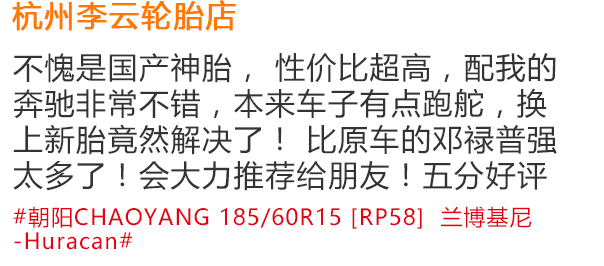 杭州李云轮胎店
不愧是国产神胎， 性价比超高，配我的
奔驰非常不错，本来车子有点跑舵，换
上新胎竟然解决了！ 比原车的邓禄普强
太多了！会大力推荐给朋友！五分好评
#朝阳CHAOYANG 185/60R15 [RP58]  兰博基尼
-Huracan#